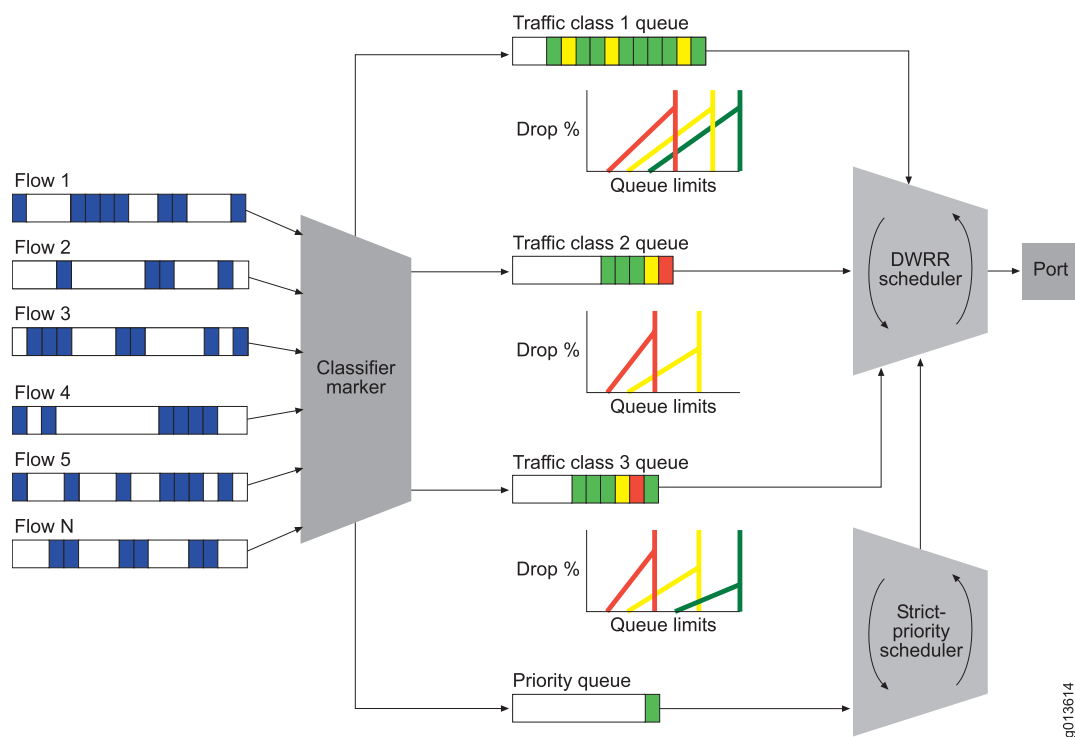 Traffic class 1 queue
Drop %
Queue limits
Flow 1
Flow 2
Flow 3
Flow 4
Flow 5
Flow N
Classifier
marker
Traffic class 2 queue
Drop %
Queue limits
DWRR
scheduler
Port
Traffic class 3 queue
Drop %
Queue limits
Strict-
priority
scheduler
Priority queue
g013614